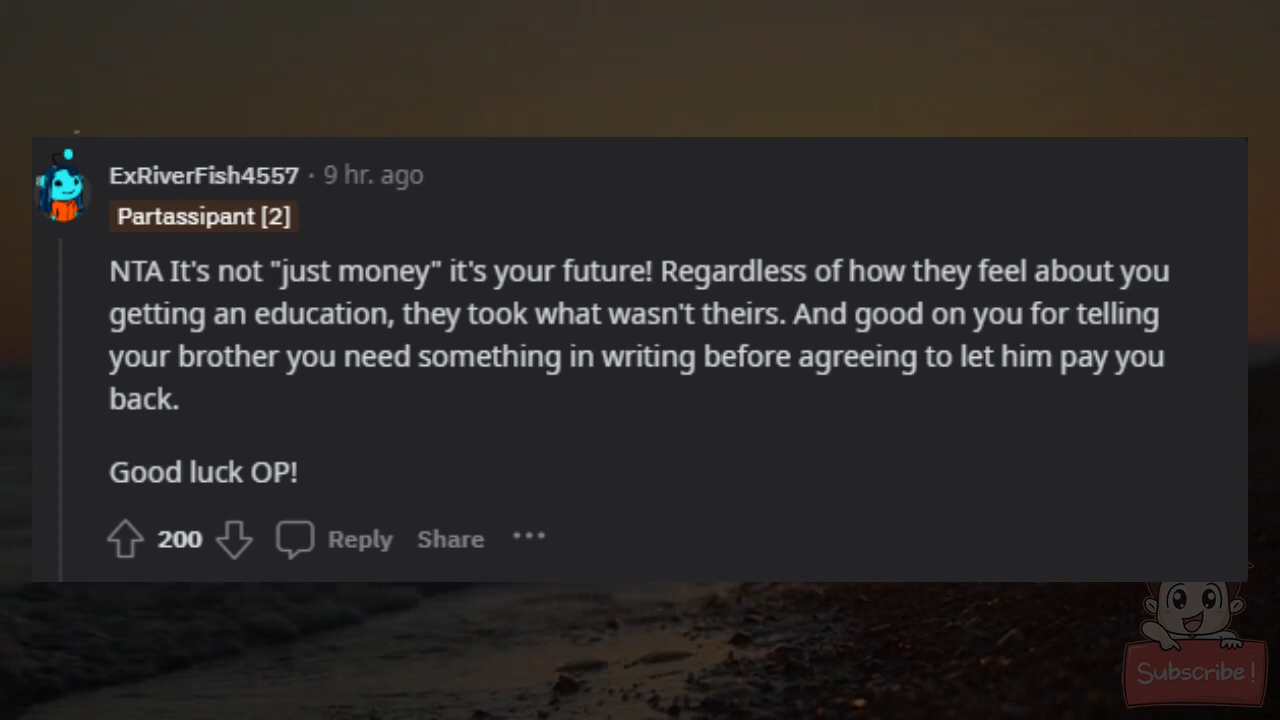 ExRiverFish4557 · 9 hr. ago
Partassipant [2]
NTA It's not "just money" it's your future! Regardless of how they feel about you
getting an education, they took what wasn't theirs. And good on you for telling
your brother you need something in writing before agreeing to let him pay you
back.
Good luck OP!
200 Reply Share ···
Subscribe!